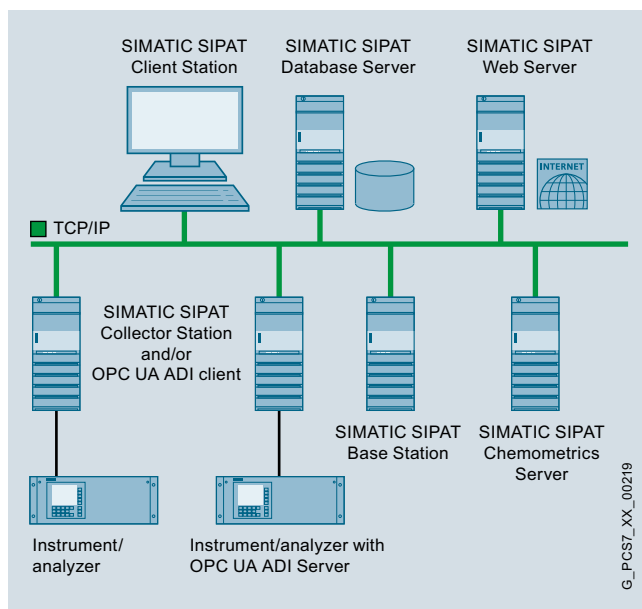 SIMATIC SIPAT
Client Station
SIMATIC SIPAT
Database Server
SIMATIC SIPAT
Web Server
INTERNET
TCP/IP
SIMATIC SIPAT
Collector Station
and/or
OPC UA ADI client
SIMATIC SIPAT
Base Station
SIMATIC SIPAT
Chemometrics
Server
Instrument/
analyzer
Instrument/analyzer with
OPC UA ADI Server
G_PCS7_XX_00219